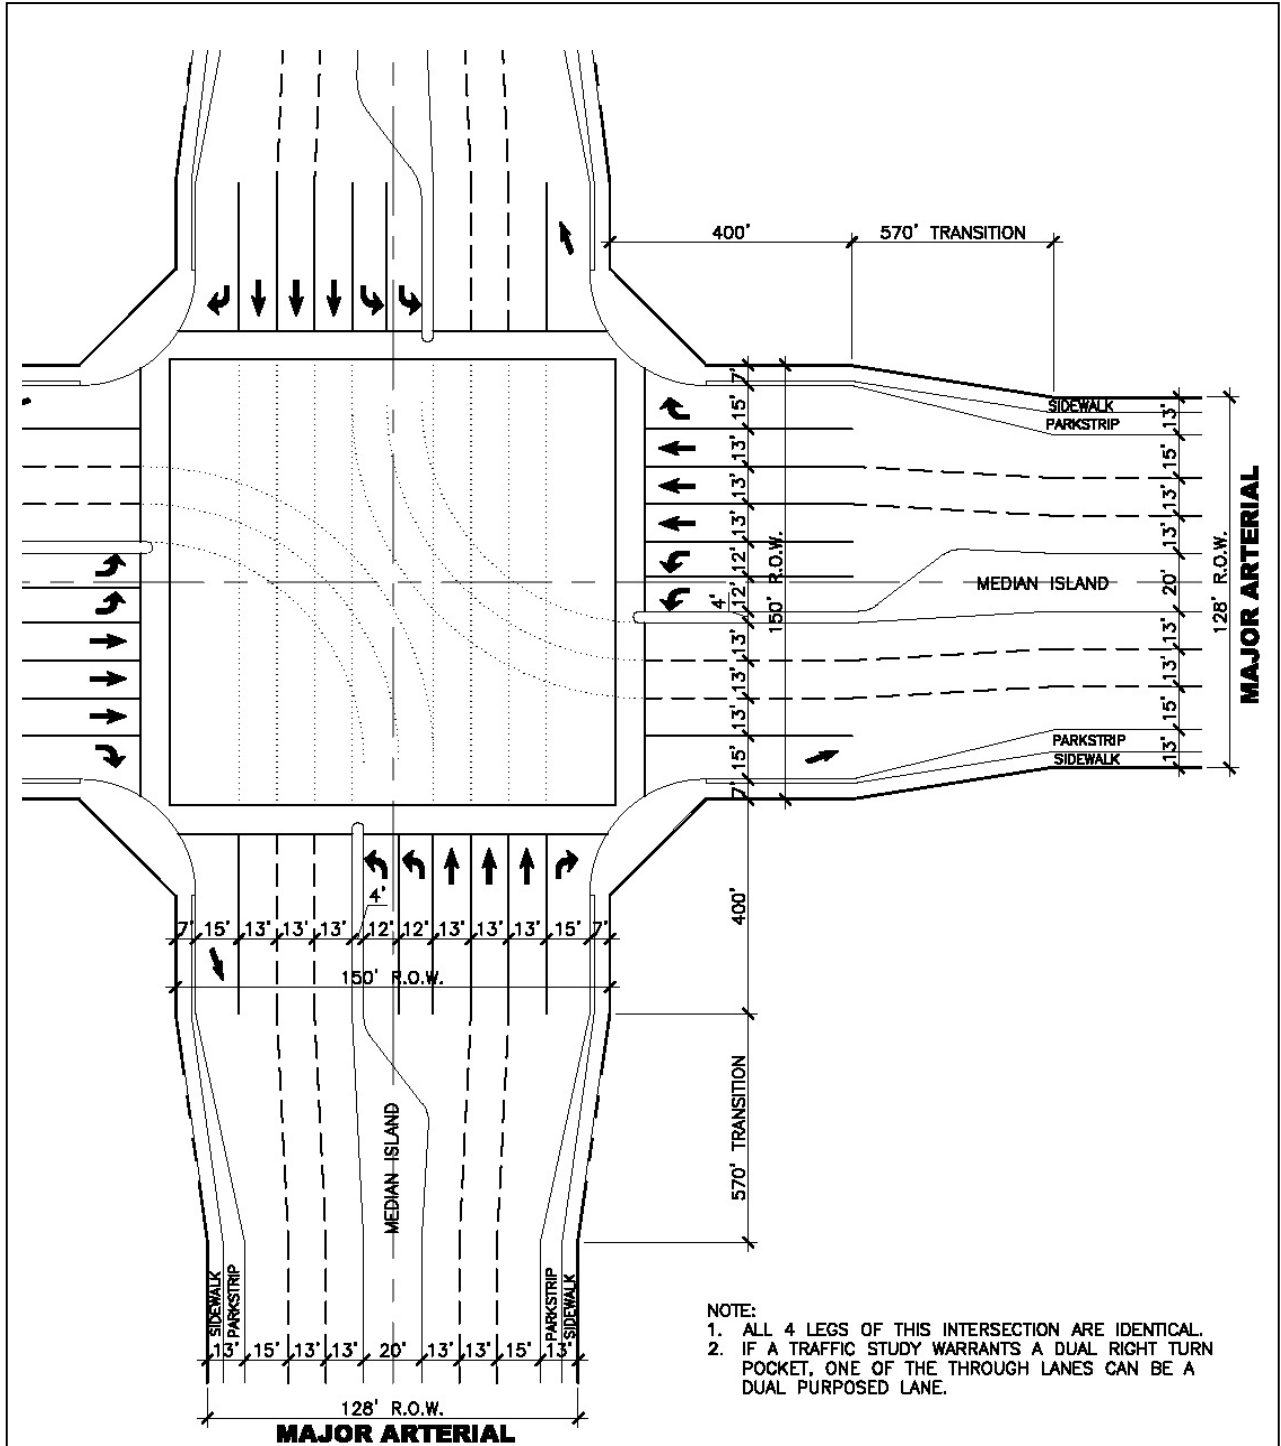 400'
570' TRANSITION
7'
15'
13'
13'
13'
12'
12'
4'
13'
13'
13'
15'
7'
150' R.O.W.
SIDEWALK
PARKSTRIP
MEDIAN ISLAND
PARKSTRIP
SIDEWALK
13'
15'
13'
13'
20'
13'
13'
15'
13'
128' R.O.W.
MAJOR ARTERIAL
4'
7'
15'
13'
13'
13'
12'
12'
13'
13'
13'
15'
7'
150' R.O.W.
400'
570' TRANSITION
MEDIAN ISLAND
SIDEWALK
PARKSTRIP
PARKSTRIP
SIDEWALK
13'
15'
13'
13'
20'
13'
13'
15'
13'
128' R.O.W.
MAJOR ARTERIAL
NOTE:
1. ALL 4 LEGS OF THIS INTERSECTION ARE IDENTICAL.
2. IF A TRAFFIC STUDY WARRANTS A DUAL RIGHT TURN
POCKET, ONE OF THE THROUGH LANES CAN BE A
DUAL PURPOSED LANE.